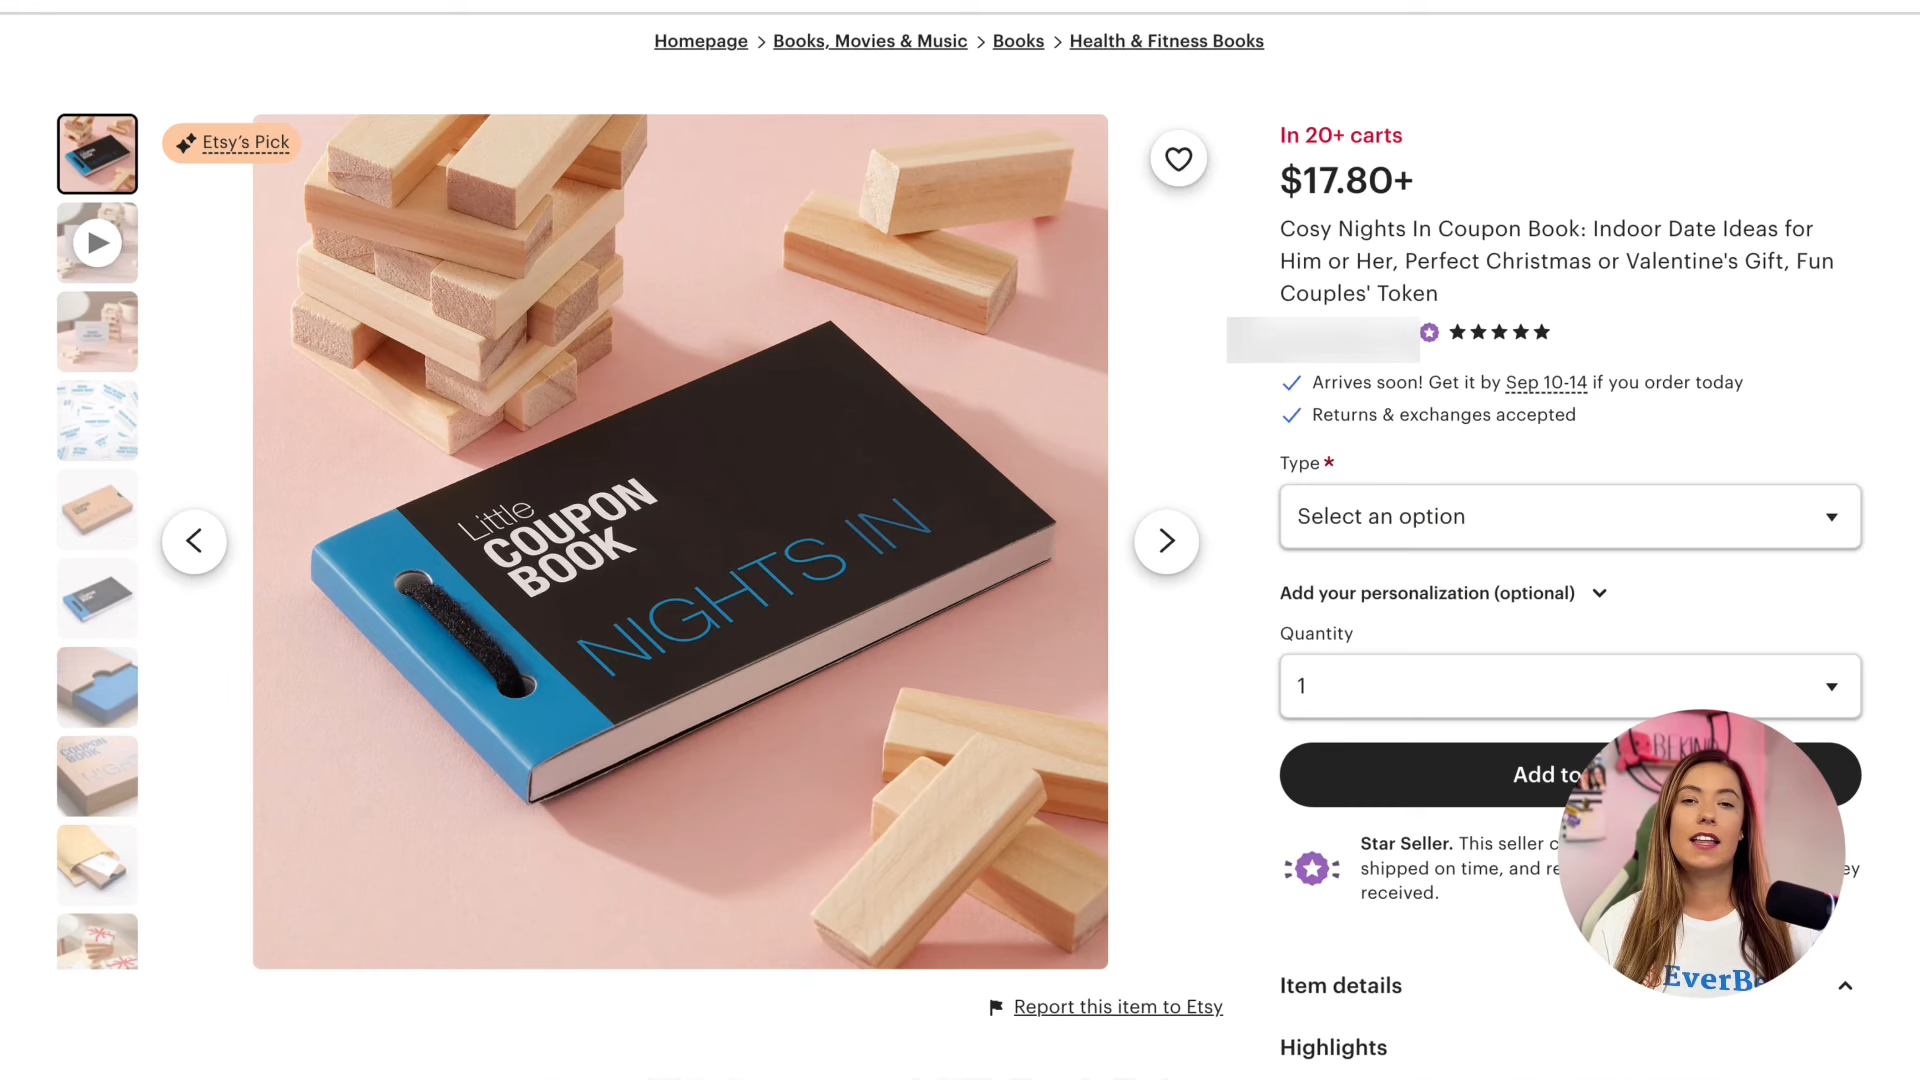 Homepage > Books, Movies & Music > Books > Health & Fitness Books
Etsy's Pick
Little
COUPON
BOOK
NIGHTS IN
COUPON
BOOK
In 20+ carts
$17.80+
Cosy Nights In Coupon Book: Indoor Date Ideas for
Him or Her, Perfect Christmas or Valentine's Gift, Fun
Couples' Token
Arrives soon! Get it by Sep 10-14 if you order today
Returns & exchanges accepted
Type*
Select an option
Add your personalization (optional)
Quantity
1
Add to
Star Seller. This seller c
shipped on time, and re
ey
received.
BEKIND
EverB
Item details
Highlights
Report this item to Etsy